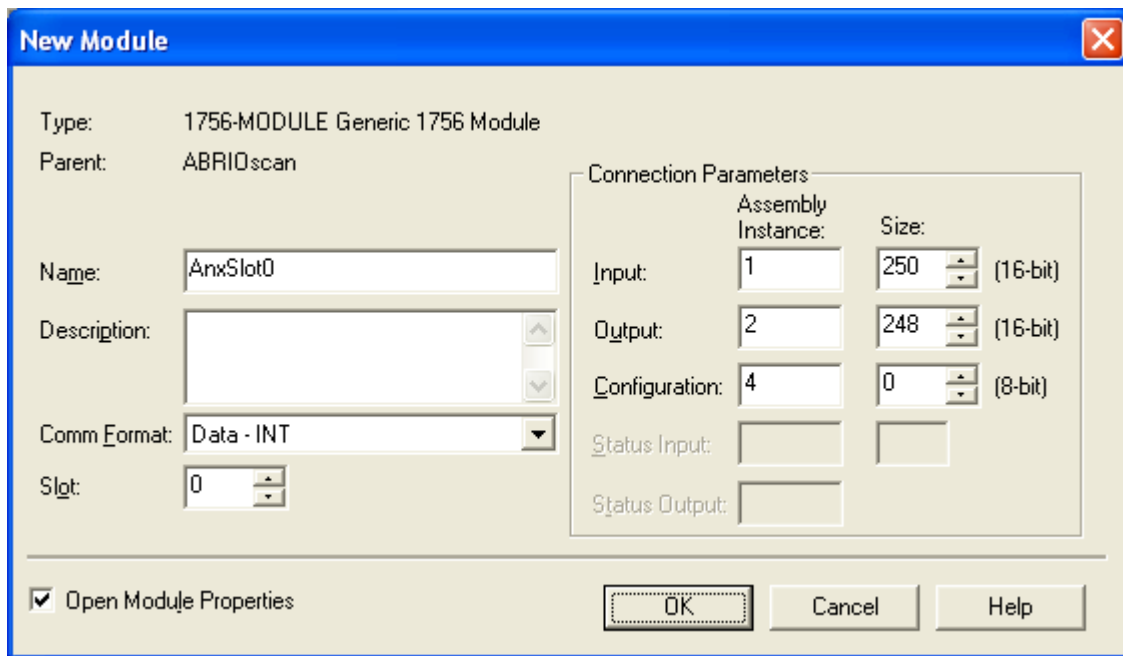 New Module
Type: 1756-MODULE Generic 1756 Module
Parent: ABRIOscan
Name: AnxSlot0
Description:
Comm Format: Data - INT
Slot: 0
Connection Parameters
Assembly
Instance: Size:
Input: 1 250 (16-bit)
Output: 2 248 (16-bit)
Configuration: 4 0 (8-bit)
Status Input:
Status Output:
Open Module Properties
OK Cancel Help